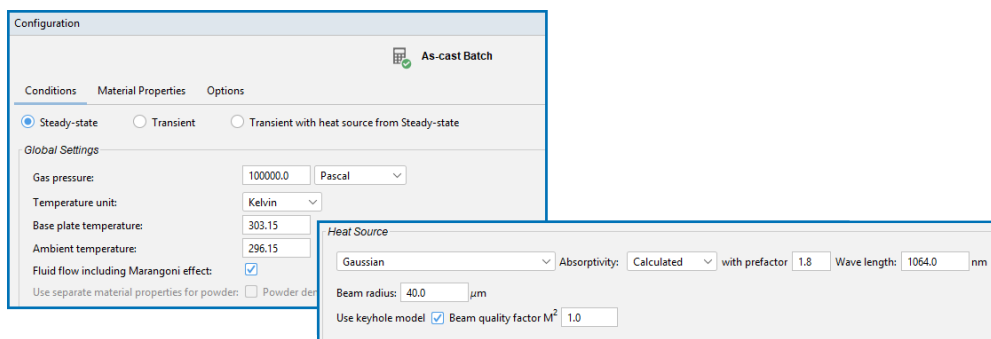 Configuration
As-cast Batch
Conditions Material Properties Options
Steady-state Transient Transient with heat source from Steady-state
Global Settings
Gas pressure: 100000.0 Pascal
Temperature unit: Kelvin
Base plate temperature: 303.15
Ambient temperature: 296.15
Fluid flow including Marangoni effect:
Use separate material properties for powder: Powder
Heat Source
Gaussian Absorptivity: Calculated with prefactor 1.8 Wave length: 1064.0 nm
Beam radius: 40.0 μm
Use keyhole model Beam quality factor M² 1.0